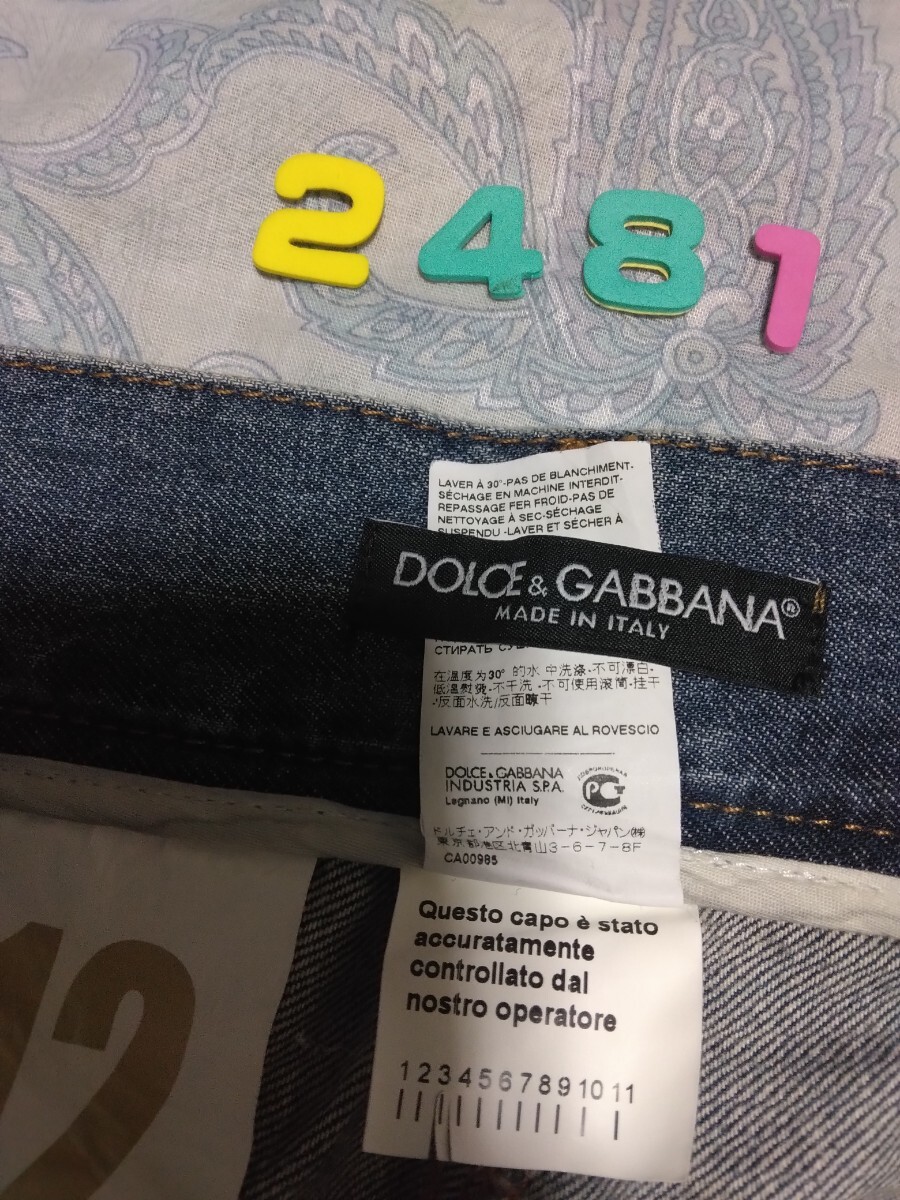 2481
LAVER À 30°-PAS DE BLANCHIMENT-
SÉCHAGE EN MACHINE INTERDIT-
REPASSAGE FER FROID-PAS DE
NETTOYAGE À SEC-SÉCHAGE
SUSPENDU -LAVER ET SÉCHER À
DOLCE & GABBANA®
MADE IN ITALY
СТИРАТЬ
在温度为30° 的水 中洗涤·不可漂白·
低温熨烫·不干洗 ·不可使用滚筒·挂干
·反面水洗/反面晾干
LAVARE E ASCIUGARE AL ROVESCIO
DOLCE & GABBANA
INDUSTRIA S.P.A.
Legnano (Mi) Italy
PCT
ドルチェ・アンド・ガッバーナ・ジャパン㈱
東京都港区北青山3-6-7-8F
CA00985
Questo capo è stato
accuratamente
controllato dal
nostro operatore
1 2 3 4 5 6 7 8 9 10 11
12